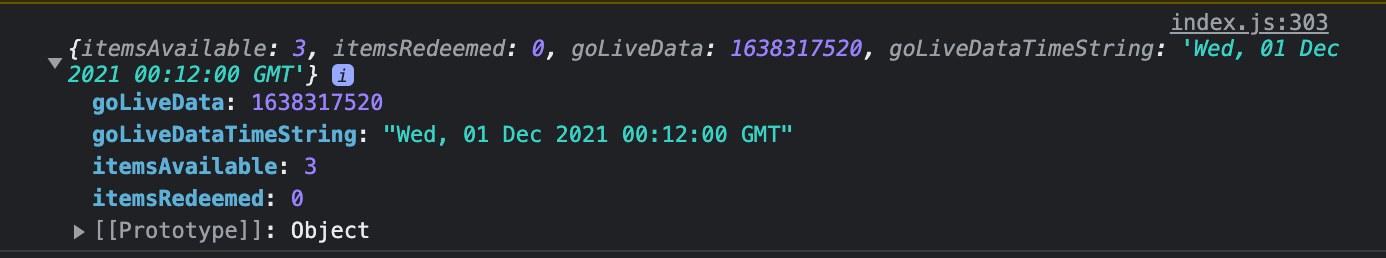 index.js:303
{itemsAvailable: 3, itemsRedeemed: 0, goLiveData: 1638317520, goLiveDataTimeString: 'Wed, 01 Dec
2021 00:12:00 GMT'} i
goLiveData: 1638317520
goLiveDataTimeString: "Wed, 01 Dec 2021 00:12:00 GMT"
itemsAvailable: 3
itemsRedeemed: 0
[[Prototype]]: Object